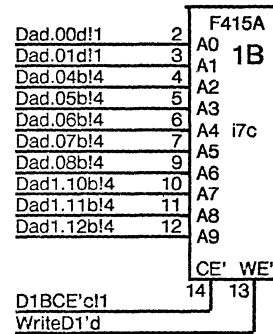 F415A
1B
i7c
Dad.00d!1 2 A0
Dad.01d!1 3 A1
Dad.04b!4 4 A2
Dad.05b!4 5 A3
Dad.06b!4 6 A4
Dad.07b!4 7 A5
Dad.08b!4 9 A6
Dad1.10b!4 10 A7
Dad1.11b!4 11 A8
Dad1.12b!4 12 A9
CE' WE'
14 13
D1BCE'c!1
WriteD1'd